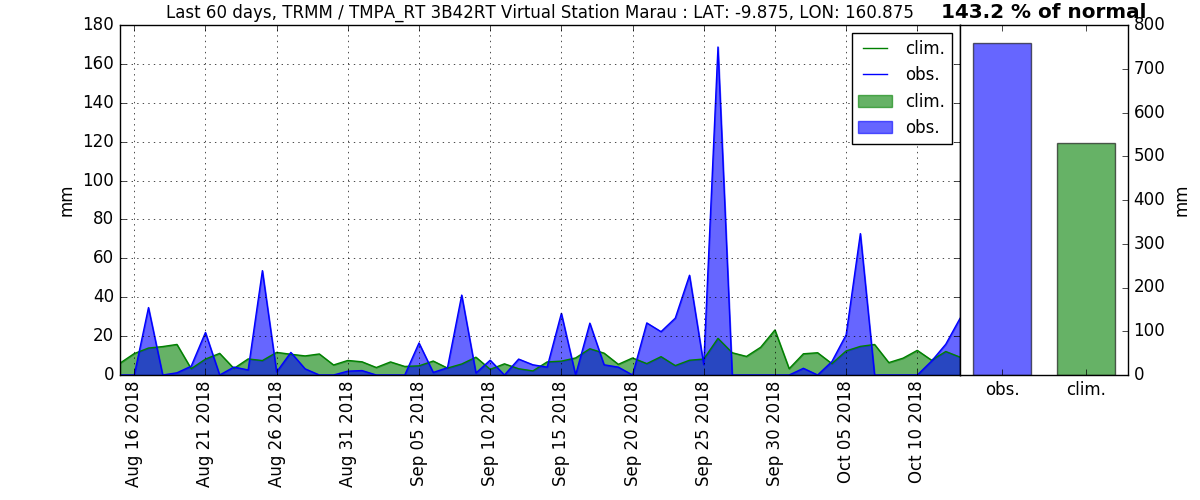 Last 60 days, TRMM / TMPA_RT 3B42RT Virtual Station Marau : LAT: -9.875, LON: 160.875
143.2 % of normal
180
160
140
120
100
80
60
40
20
0
mm
clim.
obs.
clim.
obs.
800
700
600
500
400
300
200
100
0
mm
obs.
clim.
Aug 16 2018
Aug 21 2018
Aug 26 2018
Aug 31 2018
Sep 05 2018
Sep 10 2018
Sep 15 2018
Sep 20 2018
Sep 25 2018
Sep 30 2018
Oct 05 2018
Oct 10 2018